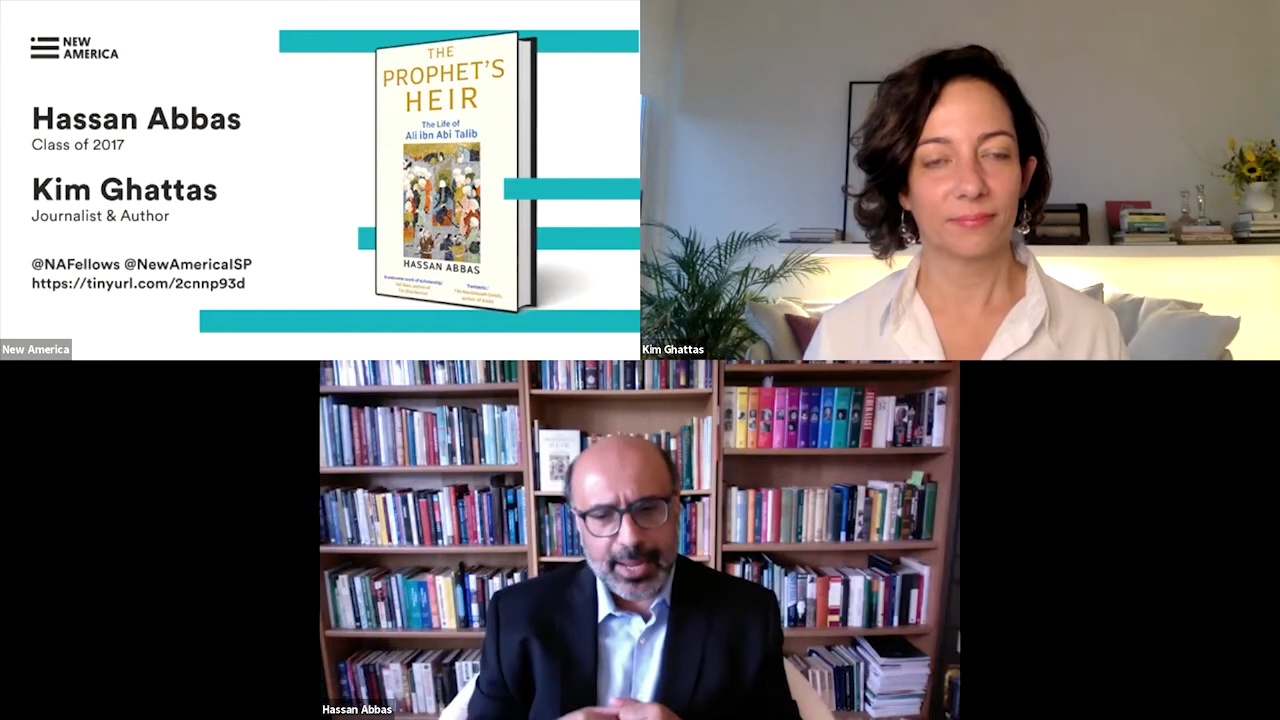 NEW
AMERICA
Hassan Abbas
Class of 2017
Kim Ghattas
Journalist & Author
@NAFellows @NewAmericaISP
https://tinyurl.com/2cnnp93d
THE
PROPHET'S
HEIR
The Life of
Ali ibn Abi Talib
HASSAN ABBAS
New America
Kim Ghattas
Hassan Abbas